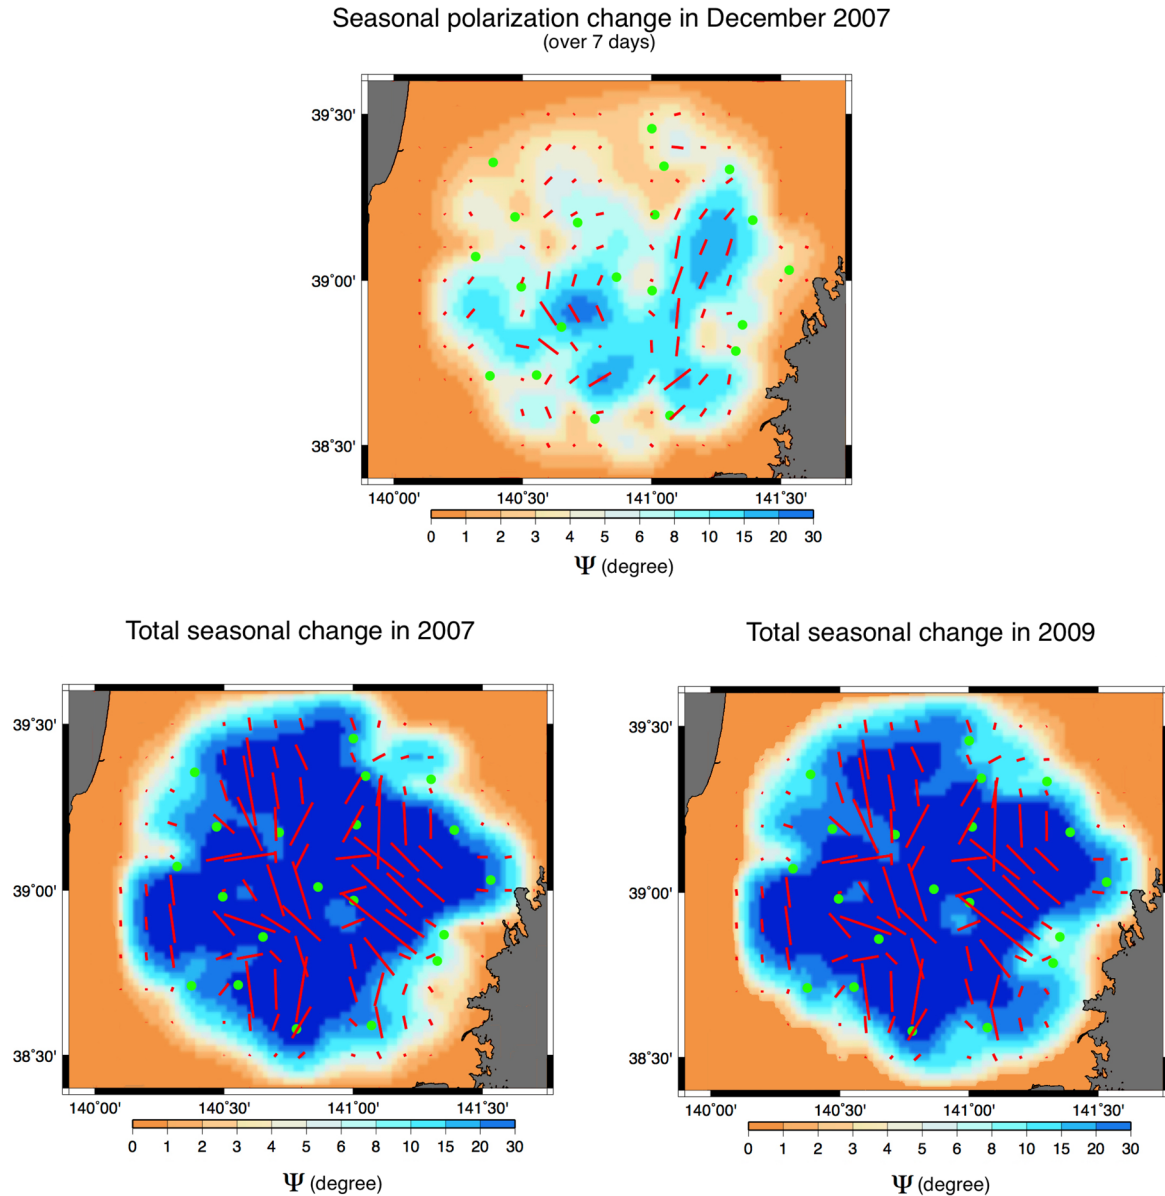 Seasonal polarization change in December 2007
(over 7 days)
39°30'
39°00'
38°30'
140°00' 140°30' 141°00' 141°30'
0 1 2 3 4 5 6 8 10 15 20 30
Ψ (degree)
Total seasonal change in 2007
39°30'
39°00'
38°30'
140°00' 140°30' 141°00' 141°30'
0 1 2 3 4 5 6 8 10 15 20 30
Ψ (degree)
Total seasonal change in 2009
39°30'
39°00'
38°30'
140°00' 140°30' 141°00' 141°30'
0 1 2 3 4 5 6 8 10 15 20 30
Ψ (degree)